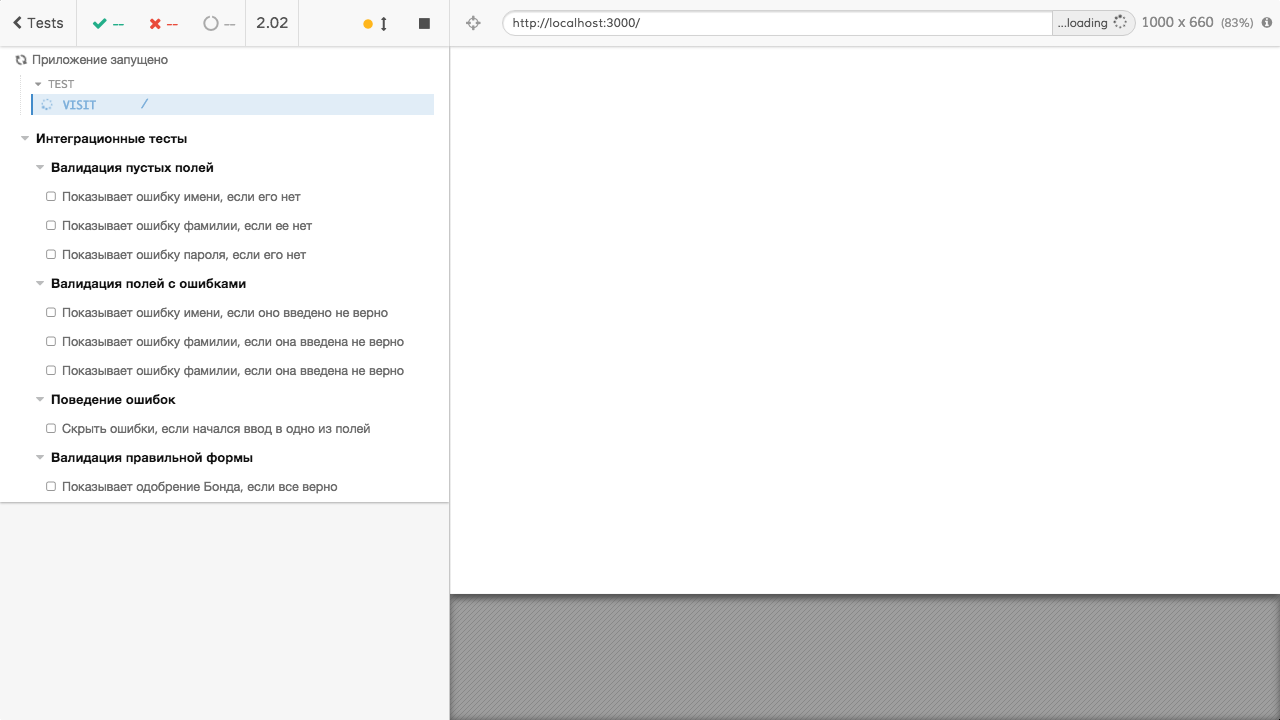 Tests -- -- -- 2.02
http://localhost:3000/ ...loading 1000 x 660 (83%)
Приложение запущено
TEST
VISIT /
Интеграционные тесты
Валидация пустых полей
Показывает ошибку имени, если его нет
Показывает ошибку фамилии, если ее нет
Показывает ошибку пароля, если его нет
Валидация полей с ошибками
Показывает ошибку имени, если оно введено не верно
Показывает ошибку фамилии, если она введена не верно
Показывает ошибку фамилии, если она введена не верно
Поведение ошибок
Скрыть ошибки, если начался ввод в одно из полей
Валидация правильной формы
Показывает одобрение Бонда, если все верно